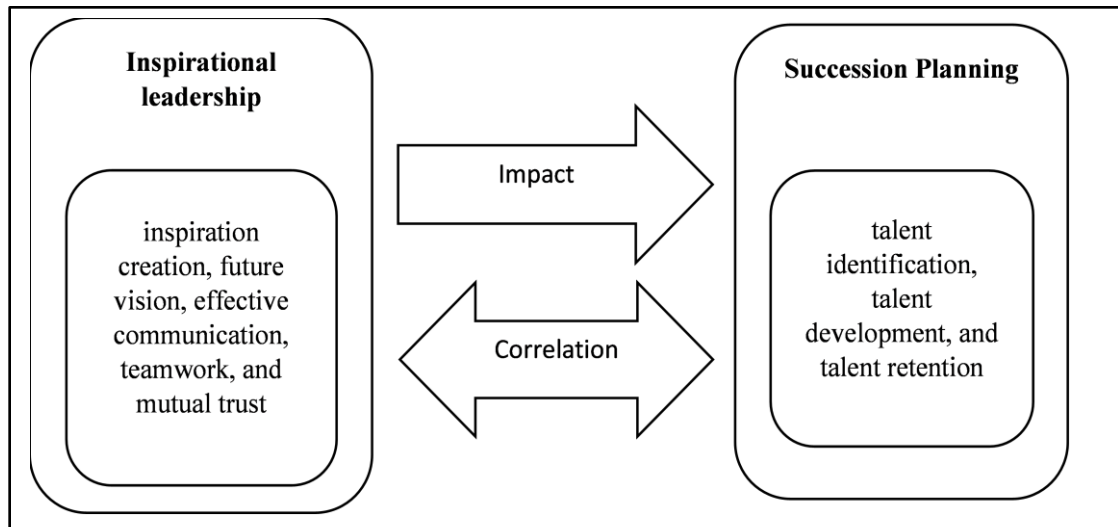 Inspirational
leadership
inspiration
creation, future
vision, effective
communication,
teamwork, and
mutual trust
Impact
Correlation
Succession Planning
talent
identification,
talent
development, and
talent retention